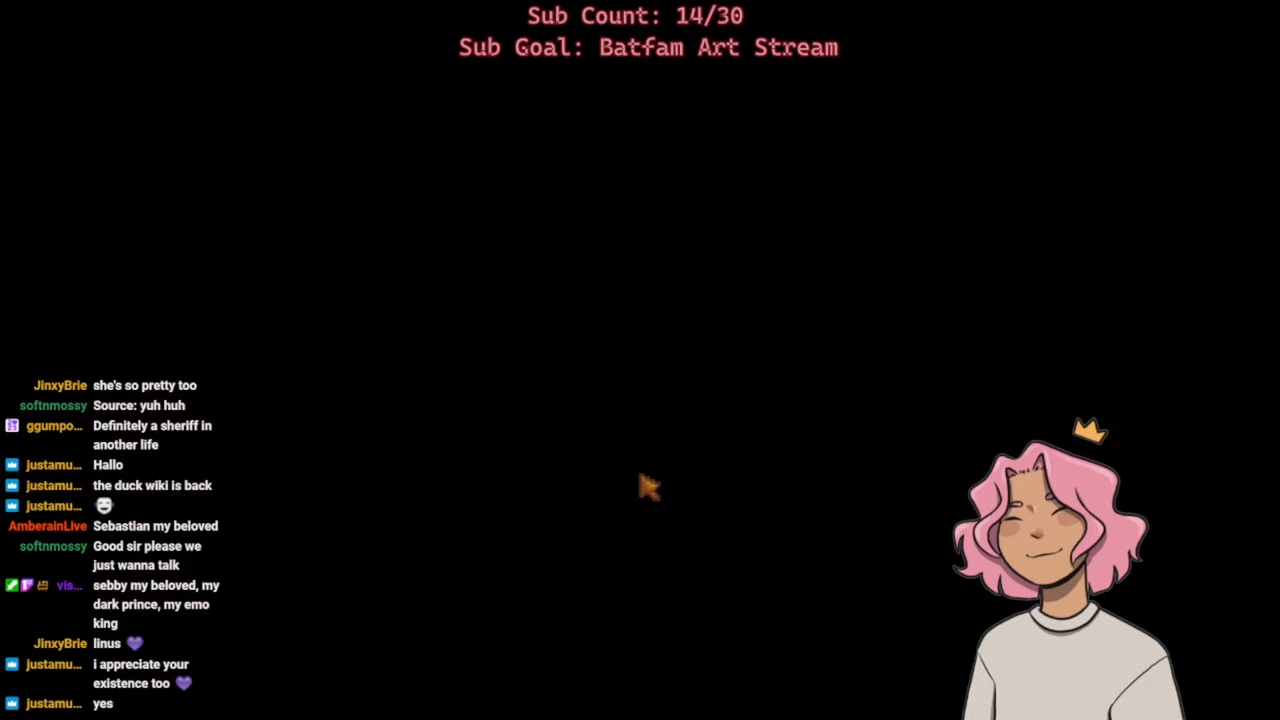 Sub Count: 14/30
Sub Goal: Batfam Art Stream
JinxyBrie she's so pretty too
softnmossy Source: yuh huh
ggumpo... Definitely a sheriff in
another life
justamu... Hallo
justamu... the duck wiki is back
justamu...
AmberainLive Sebastian my beloved
softnmossy Good sir please we
just wanna talk
vis... sebby my beloved, my
dark prince, my emo
king
JinxyBrie linus 💜
justamu... i appreciate your
existence too 💜
justamu... yes